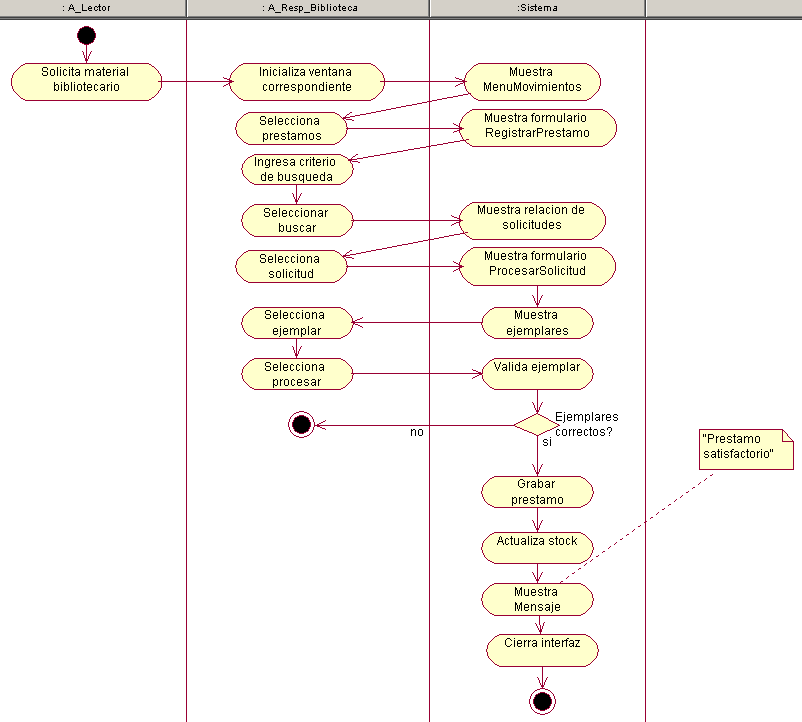 : A_Lector
: A_Resp_Biblioteca
:Sistema
Solicita material
bibliotecario
Inicializa ventana
correspondiente
Muestra
MenuMovimientos
Selecciona
prestamos
Muestra formulario
RegistrarPrestamo
Ingresa criterio
de busqueda
Seleccionar
buscar
Muestra relacion de
solicitudes
Selecciona
solicitud
Muestra formulario
ProcesarSolicitud
Selecciona
ejemplar
Muestra
ejemplares
Selecciona
procesar
Valida ejemplar
Ejemplares
correctos?
no
si
"Prestamo
satisfactorio"
Grabar
prestamo
Actualiza stock
Muestra
Mensaje
Cierra interfaz